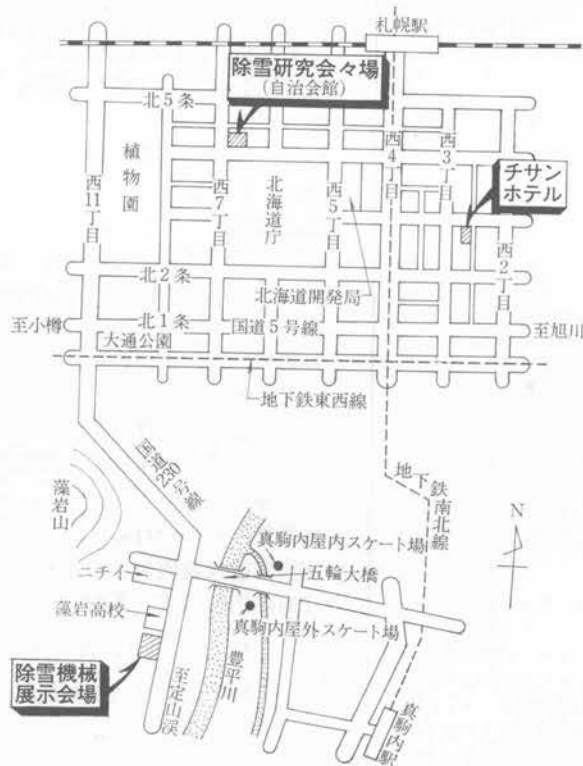 札幌駅
除雪研究会々場
(自治会館)
北5条
植物園
西11丁目
西7丁目
北海道庁
西5丁目
西4丁目
西3丁目
チサン
ホテル
西2丁目
北2条
北海道開発局
至小樽
北1条
国道5号線
至旭川
大通公園
地下鉄東西線
国道230号線
地下鉄南北線
藻岩山
N
真駒内屋内スケート場
ニチイ
五輪大橋
藻岩高校
真駒内屋外スケート場
除雪機械
展示会場
至定山渓
豊平川
真駒内駅